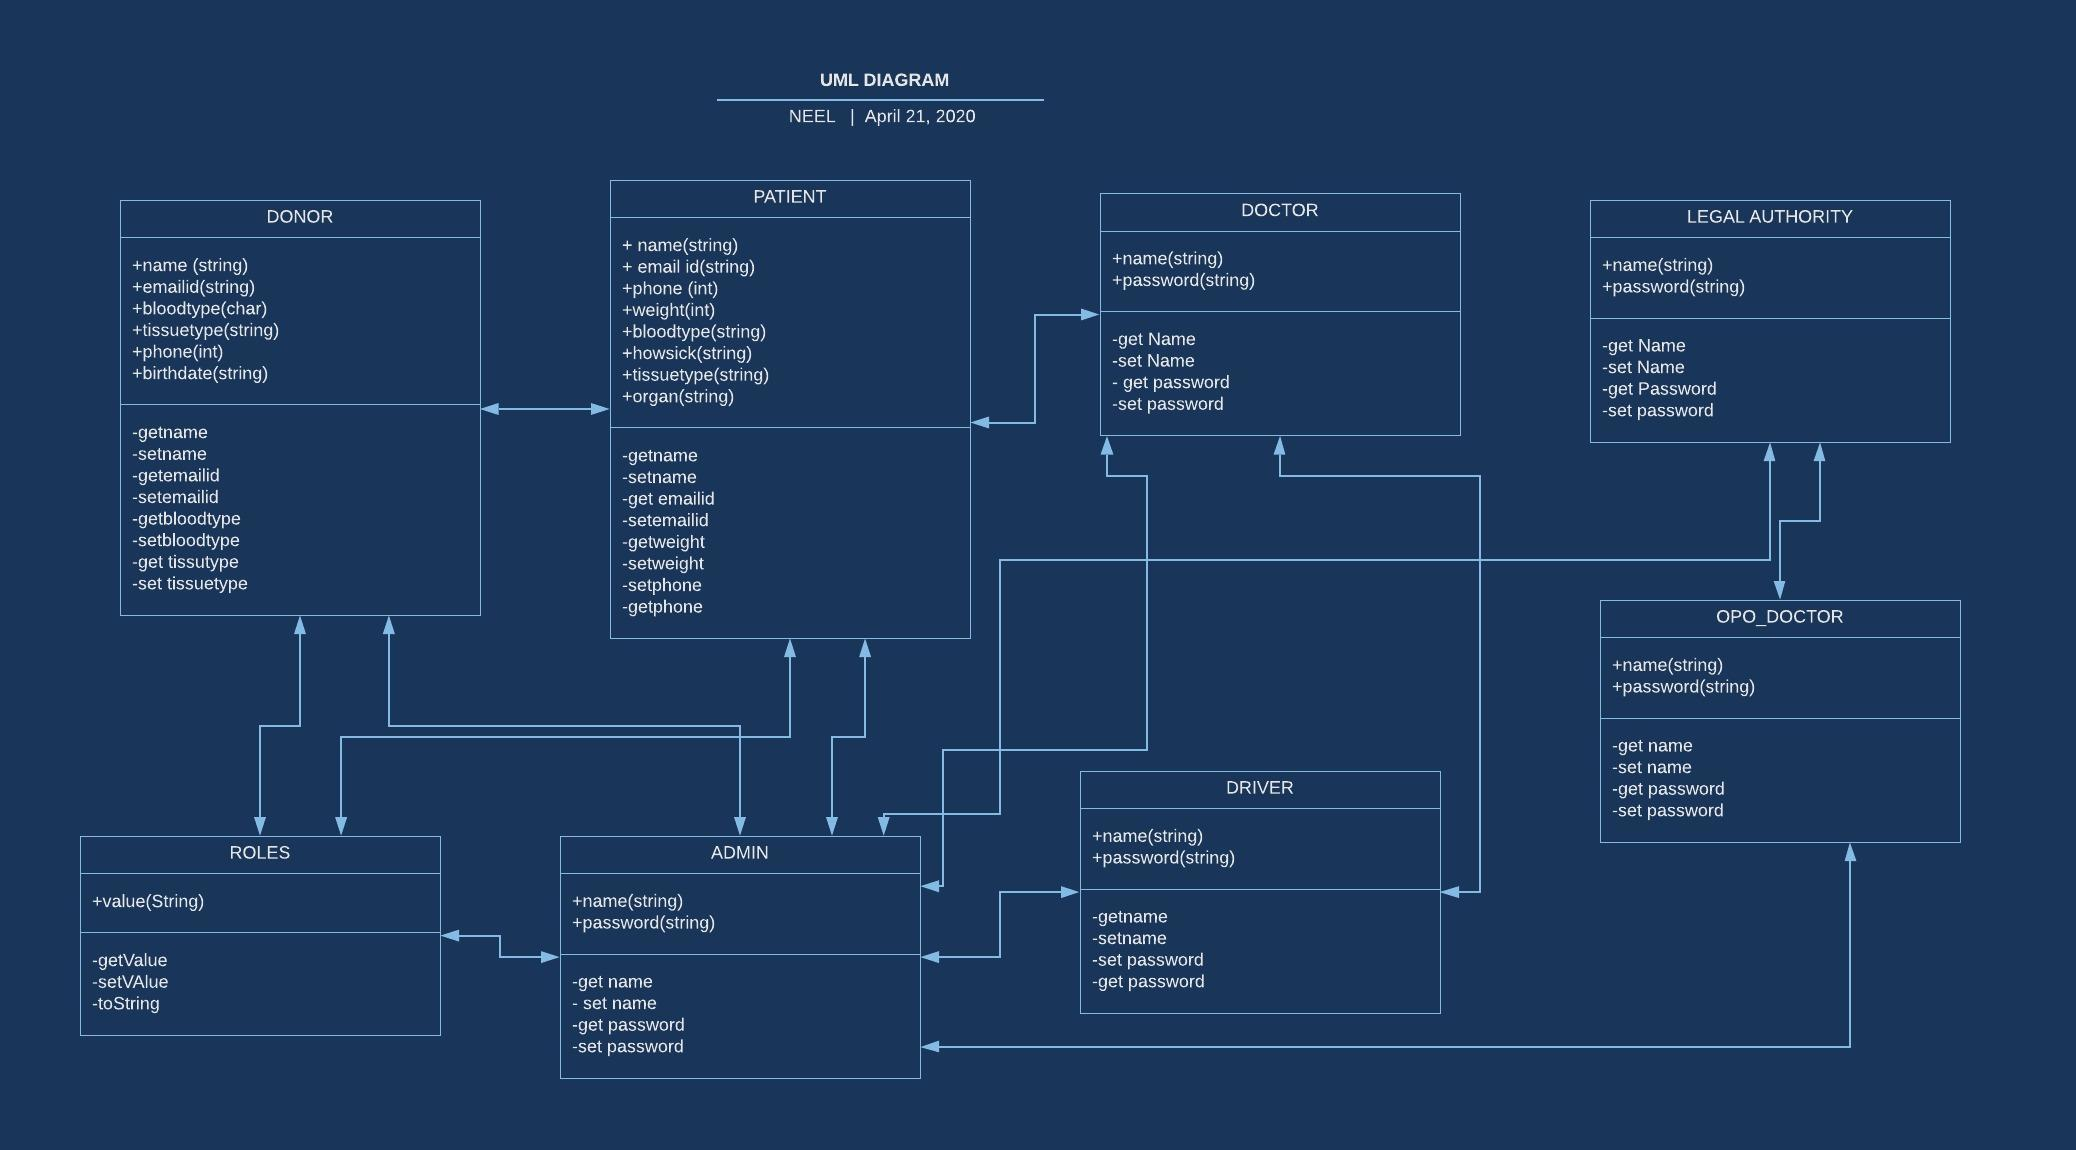 UML DIAGRAM
NEEL | April 21, 2020
DONOR
+name (string)
+emailid(string)
+bloodtype(char)
+tissuetype(string)
+phone(int)
+birthdate(string)
-getname
-setname
-getemailid
-setemailid
-getbloodtype
-setbloodtype
-get tissutype
-set tissuetype
PATIENT
+ name(string)
+ email id(string)
+phone (int)
+weight(int)
+bloodtype(string)
+howsick(string)
+tissuetype(string)
+organ(string)
-getname
-setname
-get emailid
-setemailid
-getweight
-setweight
-setphone
-getphone
DOCTOR
+name(string)
+password(string)
-get Name
-set Name
- get password
-set password
LEGAL AUTHORITY
+name(string)
+password(string)
-get Name
-set Name
-get Password
-set password
OPO_DOCTOR
+name(string)
+password(string)
-get name
-set name
-get password
-set password
ROLES
+value(String)
-getValue
-setVAlue
-toString
ADMIN
+name(string)
+password(string)
-get name
- set name
-get password
-set password
DRIVER
+name(string)
+password(string)
-getname
-setname
-set password
-get password